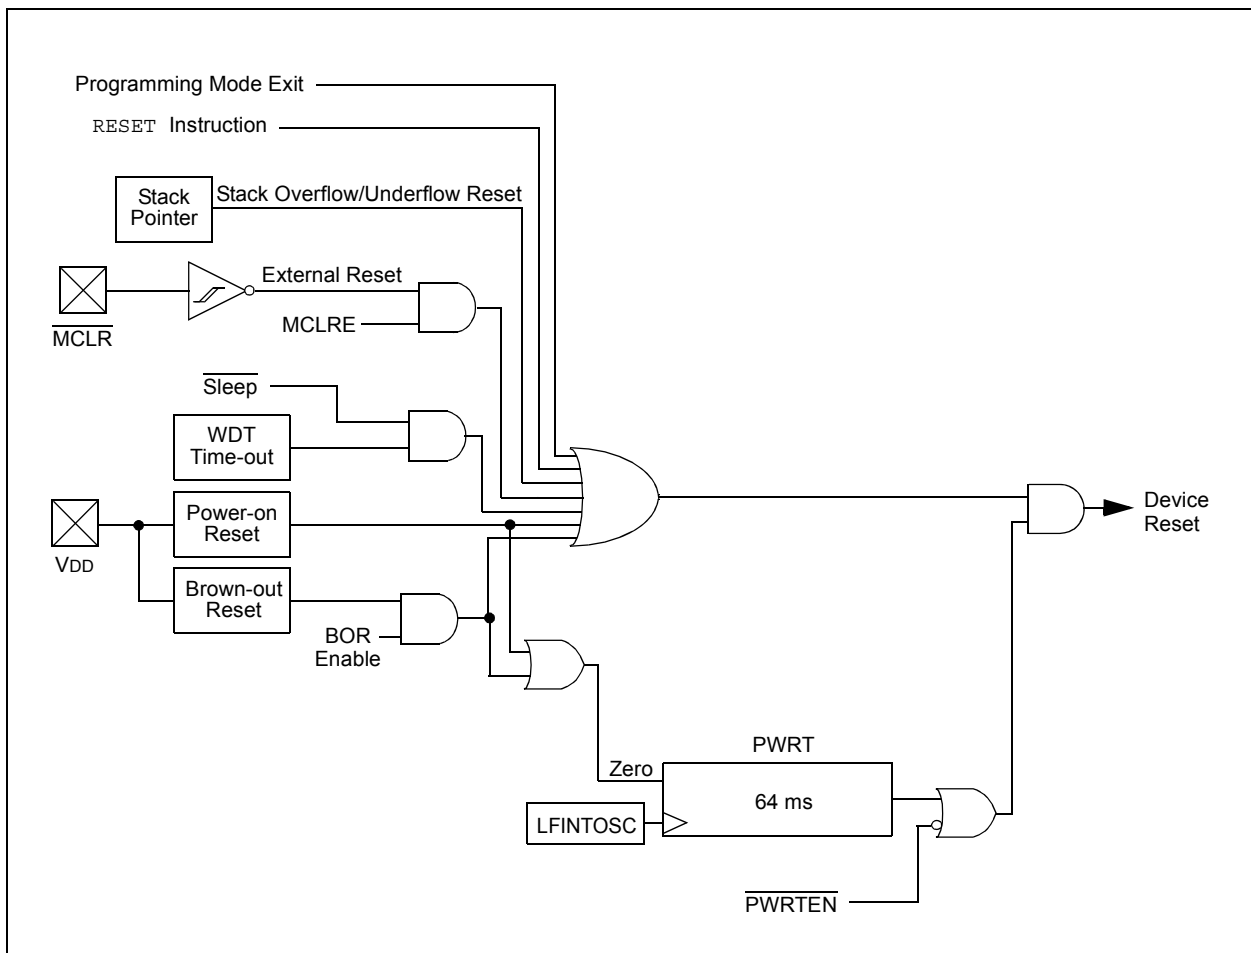 Programming Mode Exit
RESET Instruction
Stack
Pointer
Stack Overflow/Underflow Reset
External Reset
MCLR
MCLRE
Sleep
WDT
Time-out
Power-on
Reset
VDD
Brown-out
Reset
BOR
Enable
Device
Reset
PWRT
Zero
64 ms
LFINTOSC
PWRTEN